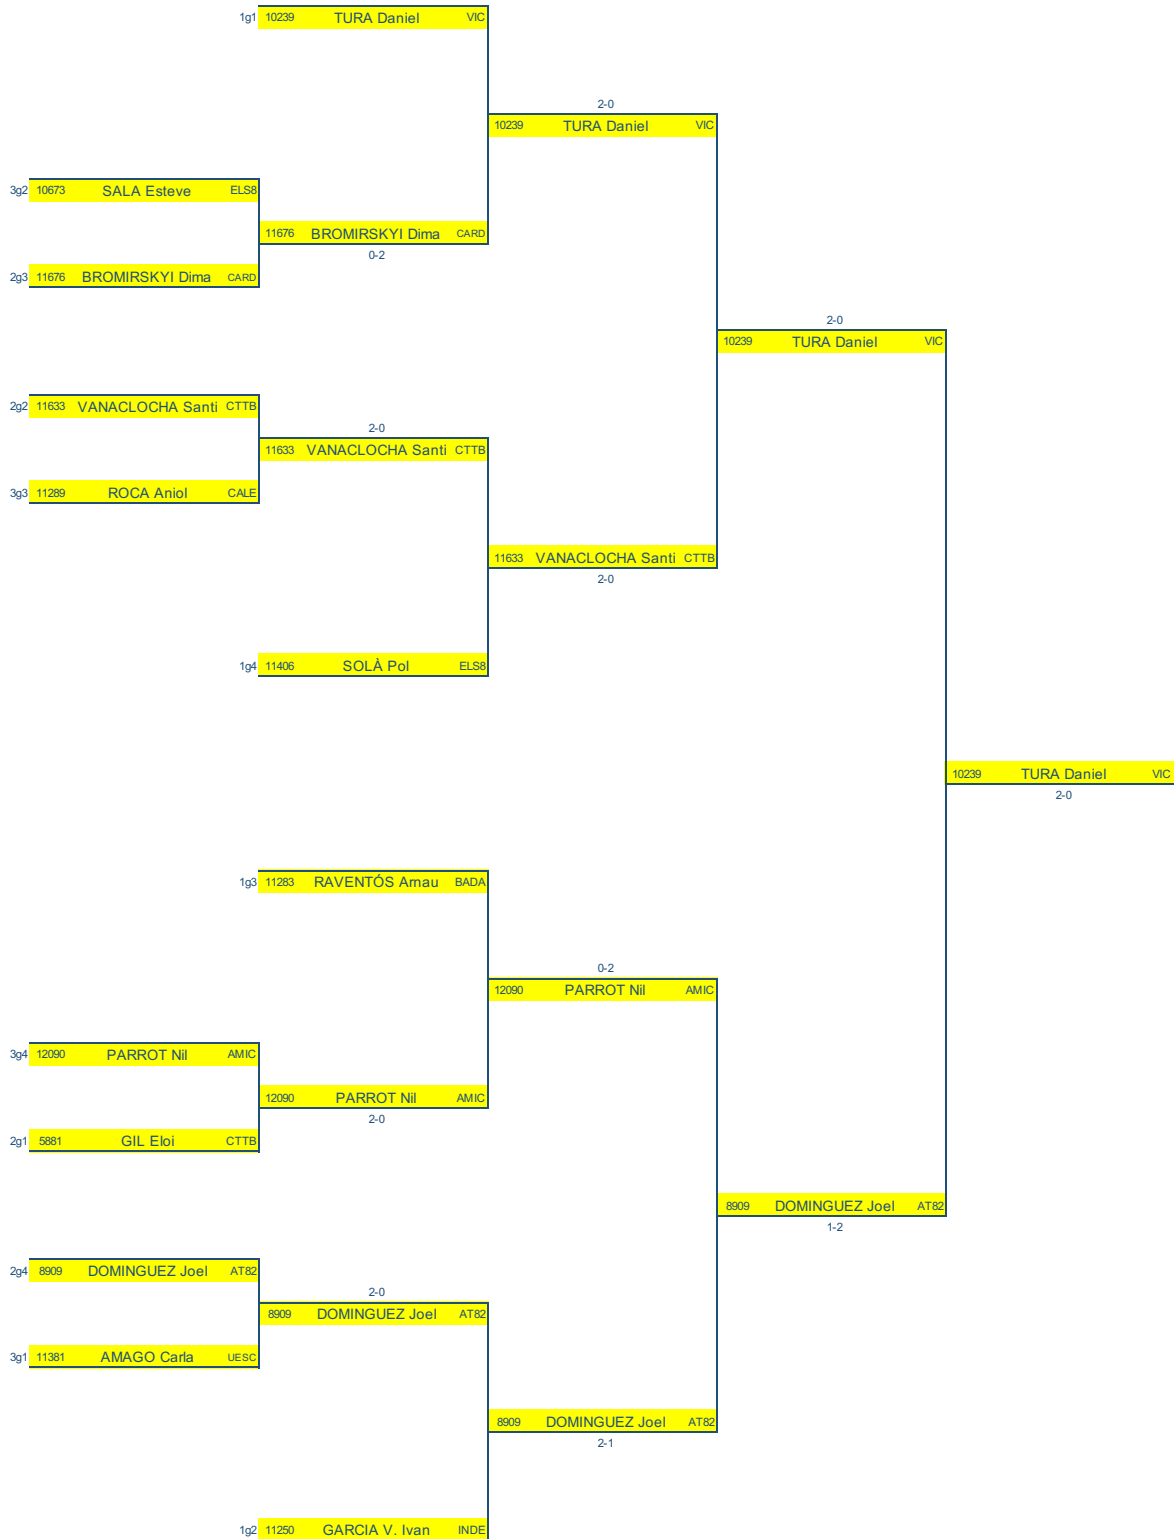 1g1 10239 TURA Daniel VIC
2-0
10239 TURA Daniel VIC
3g2 10673 SALA Esteve ELS8
11676 BROMIRSKYI Dima CARD
0-2
2g3 11676 BROMIRSKYI Dima CARD
2-0
10239 TURA Daniel VIC
2g2 11633 VANACLOCHA Santi CTTB
2-0
11633 VANACLOCHA Santi CTTB
3g3 11289 ROCA Aniol CALE
11633 VANACLOCHA Santi CTTB
2-0
1g4 11406 SOLÀ Pol ELS8
10239 TURA Daniel VIC
2-0
1g3 11283 RAVENTÓS Arnau BADA
0-2
12090 PARROT Nil AMIC
3g4 12090 PARROT Nil AMIC
12090 PARROT Nil AMIC
2-0
2g1 5881 GIL Eloi CTTB
8909 DOMINGUEZ Joel AT82
1-2
2g4 8909 DOMINGUEZ Joel AT82
2-0
8909 DOMINGUEZ Joel AT82
3g1 11381 AMAGO Carla UESC
8909 DOMINGUEZ Joel AT82
2-1
1g2 11250 GARCIA V. Ivan INDE